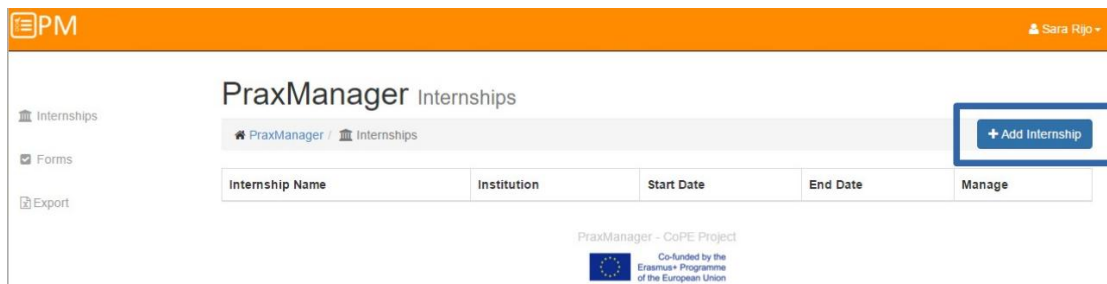 PM
Sara Rijo
PraxManager Internships
Internships
PraxManager / Internships
+ Add Internship
Forms
Internship Name Institution Start Date End Date Manage
Export
PraxManager - CoPE Project
Co-funded by the
Erasmus+ Programme
of the European Union